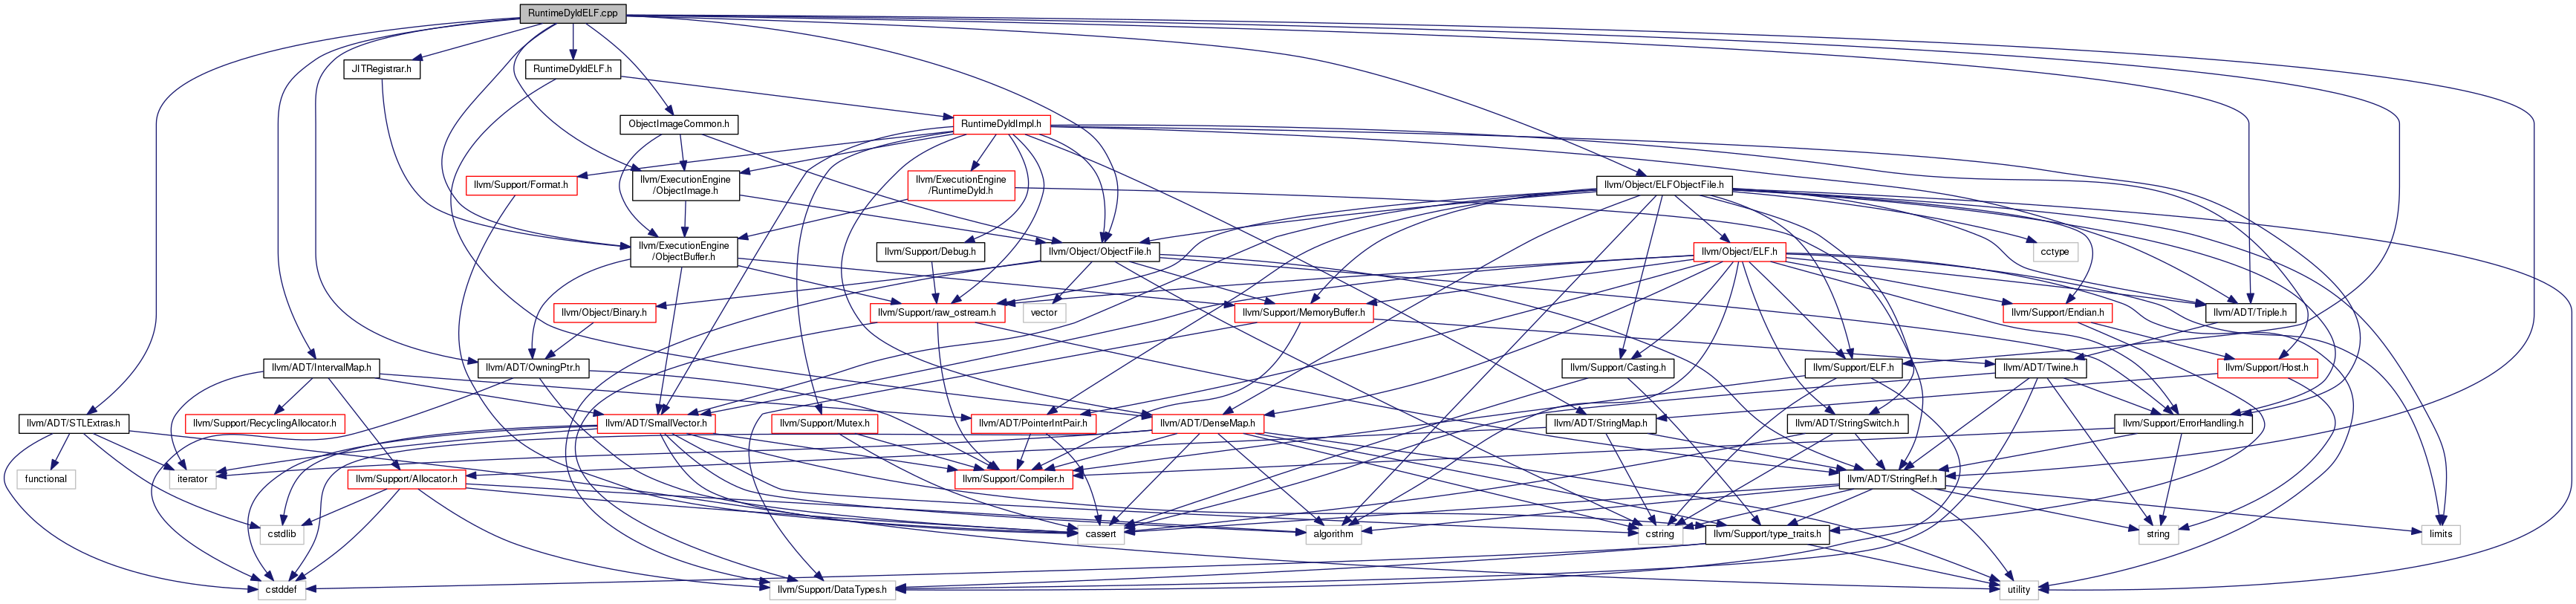 RuntimeDyldELF.cpp
JITRegistrar.h
RuntimeDyldELF.h
ObjectImageCommon.h
RuntimeDyldImpl.h
llvm/Support/Format.h
llvm/ExecutionEngine
/ObjectImage.h
llvm/ExecutionEngine
/RuntimeDyld.h
llvm/Object/ELFObjectFile.h
llvm/ExecutionEngine
/ObjectBuffer.h
llvm/Support/Debug.h
llvm/Object/ObjectFile.h
llvm/Object/ELF.h
cctype
llvm/Object/Binary.h
llvm/Support/raw_ostream.h
vector
llvm/Support/MemoryBuffer.h
llvm/Support/Endian.h
llvm/ADT/Triple.h
llvm/ADT/IntervalMap.h
llvm/ADT/OwningPtr.h
llvm/Support/Casting.h
llvm/Support/ELF.h
llvm/ADT/Twine.h
llvm/Support/Host.h
llvm/ADT/STLExtras.h
llvm/Support/RecyclingAllocator.h
llvm/ADT/SmallVector.h
llvm/Support/Mutex.h
llvm/ADT/PointerIntPair.h
llvm/ADT/DenseMap.h
llvm/ADT/StringMap.h
llvm/ADT/StringSwitch.h
llvm/Support/ErrorHandling.h
functional
iterator
llvm/Support/Allocator.h
llvm/Support/Compiler.h
llvm/ADT/StringRef.h
cstdlib
cassert
algorithm
cstring
llvm/Support/type_traits.h
string
limits
cstddef
llvm/Support/DataTypes.h
utility